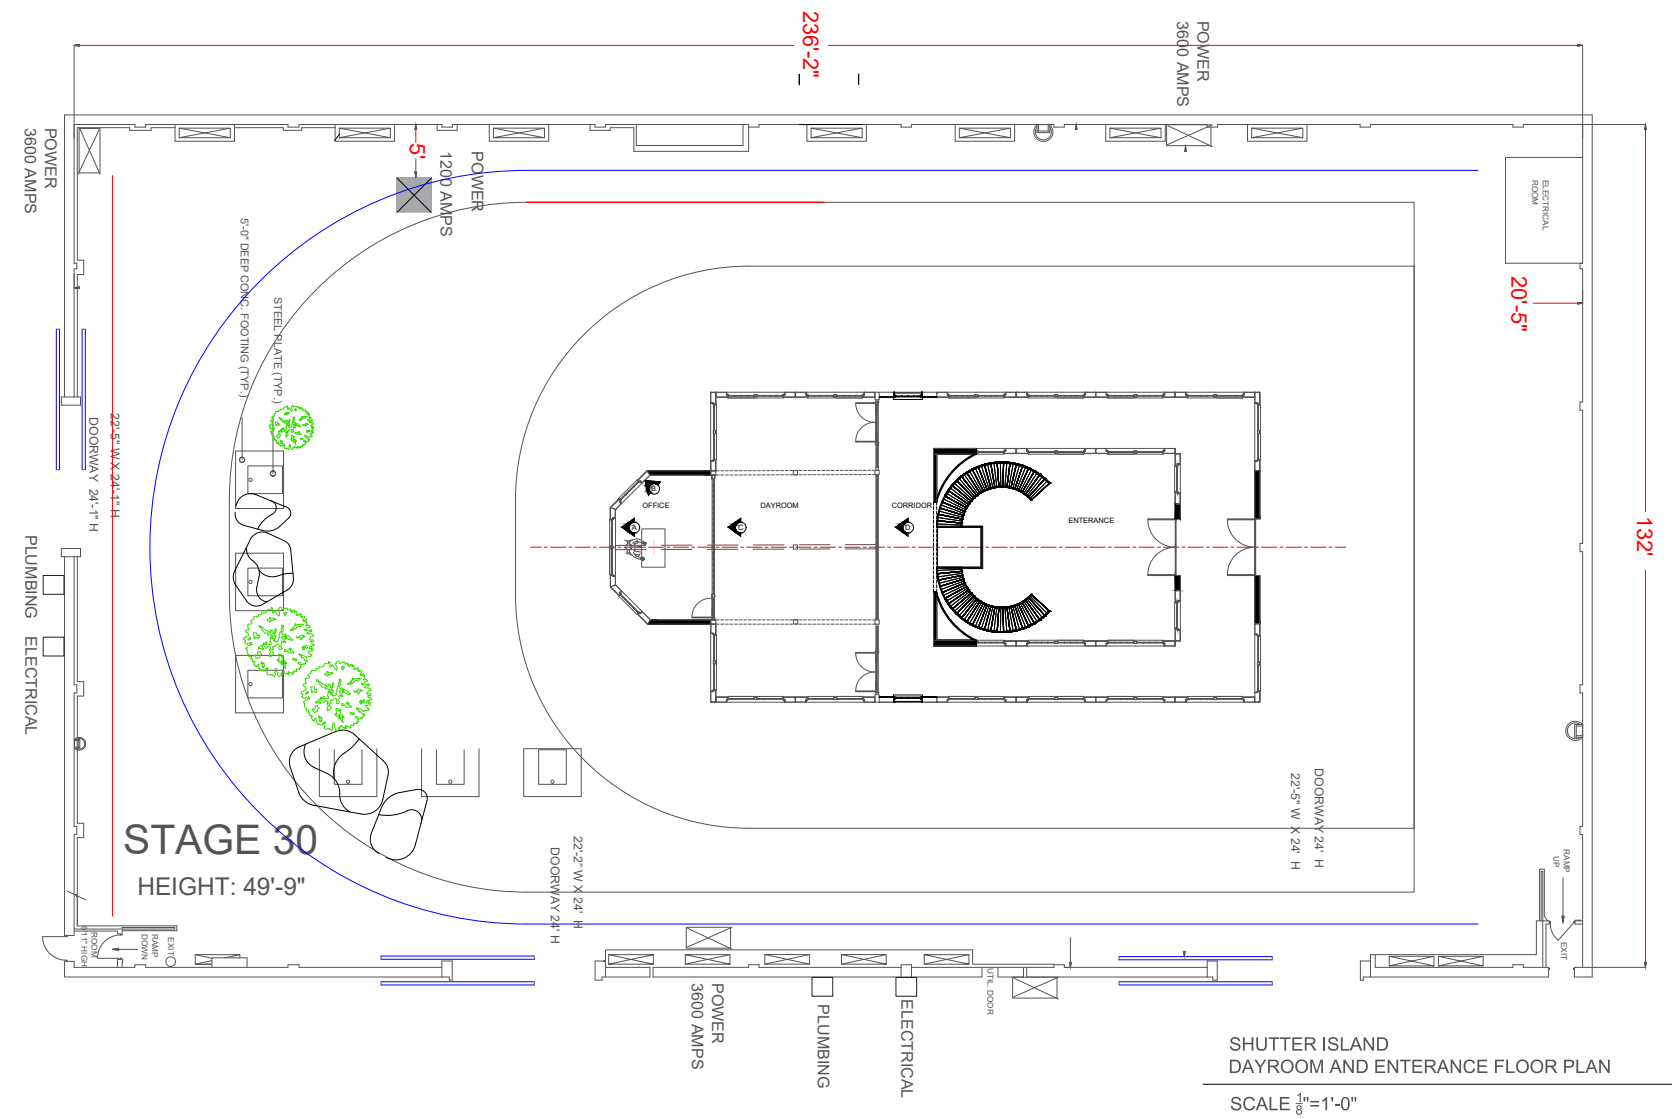 236'-2"
POWER
3600 AMPS
POWER
3600 AMPS
5'
POWER
1200 AMPS
ELECTRICAL
ROOM
20'-5"
132'
5'-0" DEEP CONC. FOOTING (TYP.)
STEEL PLATE (TYP.)
22'-5" W X 24'-1" H
DOORWAY 24'-1" H
PLUMBING
ELECTRICAL
B
OFFICE
A
DAYROOM
C
CORRIDOR
D
ENTERANCE
STAGE 30
HEIGHT: 49'-9"
22'-2" W X 24' H
DOORWAY 24' H
DOORWAY 24' H
22'-5" W X 24' H
RAMP
UP
EXIT
EXIT
RAMP
DOWN
ROOM
UTIL. DOOR
POWER
3600 AMPS
PLUMBING
ELECTRICAL
SHUTTER ISLAND
DAYROOM AND ENTERANCE FLOOR PLAN
SCALE 1/8"=1'-0"